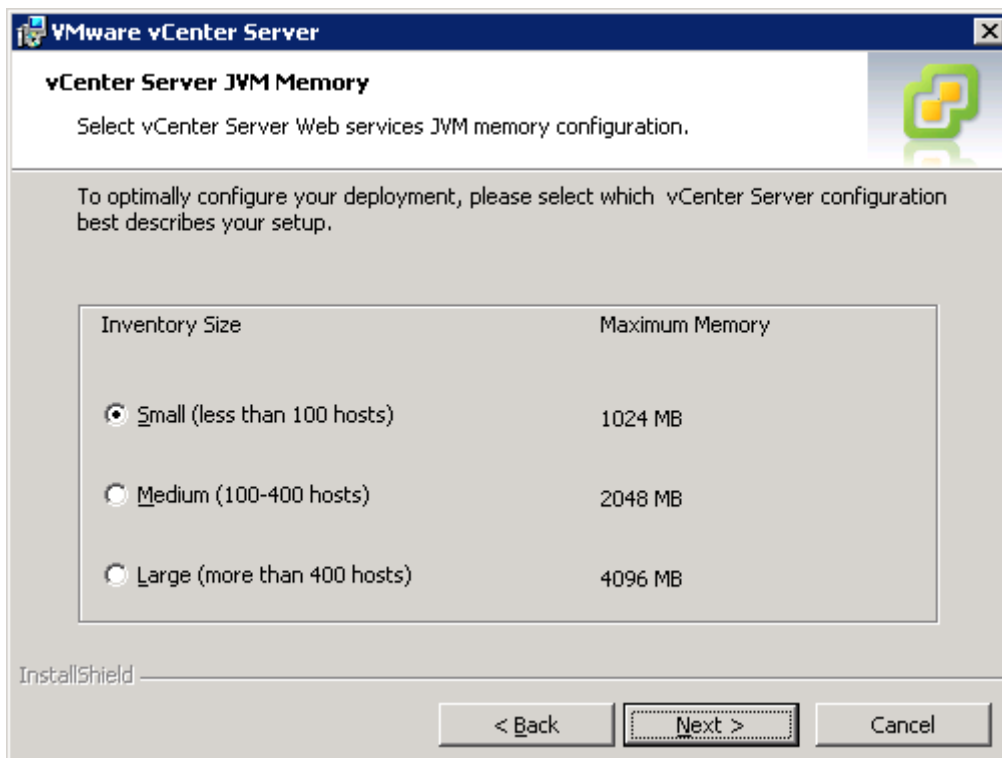 VMware vCenter Server
vCenter Server JVM Memory
Select vCenter Server Web services JVM memory configuration.
To optimally configure your deployment, please select which vCenter Server configuration
best describes your setup.
Inventory Size Maximum Memory
Small (less than 100 hosts) 1024 MB
Medium (100-400 hosts) 2048 MB
Large (more than 400 hosts) 4096 MB
InstallShield
< Back Next > Cancel